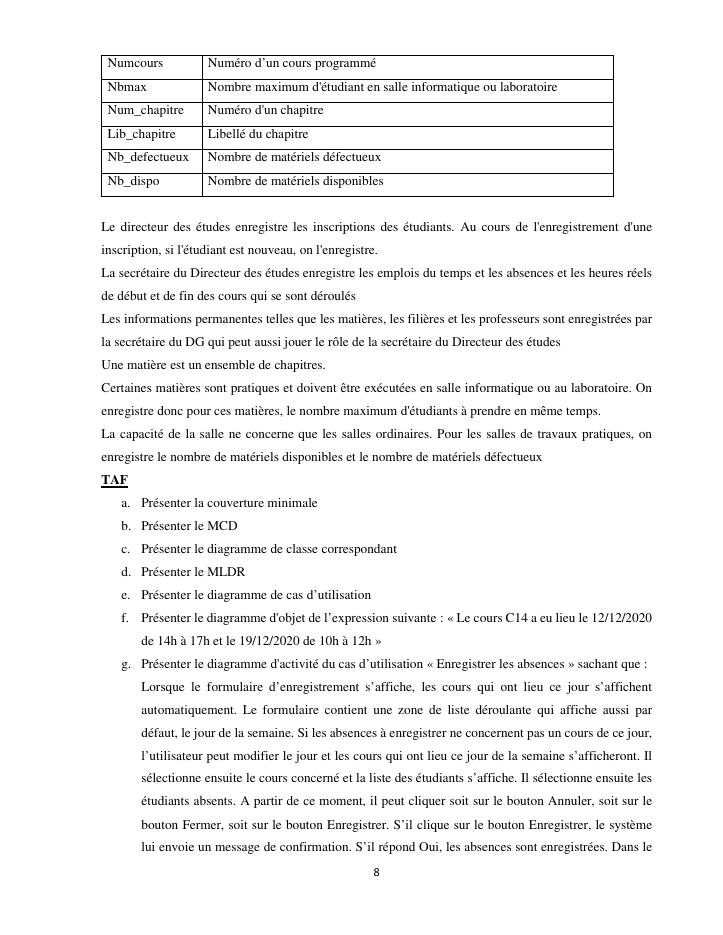 Numcours Numéro d’un cours programmé
Nbmax Nombre maximum d'étudiant en salle informatique ou laboratoire
Num_chapitre Numéro d'un chapitre
Lib_chapitre Libellé du chapitre
Nb_defectueux Nombre de matériels défectueux
Nb_dispo Nombre de matériels disponibles
Le directeur des études enregistre les inscriptions des étudiants. Au cours de l'enregistrement d'une
inscription, si l'étudiant est nouveau, on l'enregistre.
La secrétaire du Directeur des études enregistre les emplois du temps et les absences et les heures réels
de début et de fin des cours qui se sont déroulés
Les informations permanentes telles que les matières, les filières et les professeurs sont enregistrées par
la secrétaire du DG qui peut aussi jouer le rôle de la secrétaire du Directeur des études
Une matière est un ensemble de chapitres.
Certaines matières sont pratiques et doivent être exécutées en salle informatique ou au laboratoire. On
enregistre donc pour ces matières, le nombre maximum d'étudiants à prendre en même temps.
La capacité de la salle ne concerne que les salles ordinaires. Pour les salles de travaux pratiques, on
enregistre le nombre de matériels disponibles et le nombre de matériels défectueux
TAF
a. Présenter la couverture minimale
b. Présenter le MCD
c. Présenter le diagramme de classe correspondant
d. Présenter le MLDR
e. Présenter le diagramme de cas d’utilisation
f. Présenter le diagramme d'objet de l’expression suivante : « Le cours C14 a eu lieu le 12/12/2020
de 14h à 17h et le 19/12/2020 de 10h à 12h »
g. Présenter le diagramme d'activité du cas d’utilisation « Enregistrer les absences » sachant que :
Lorsque le formulaire d’enregistrement s’affiche, les cours qui ont lieu ce jour s’affichent
automatiquement. Le formulaire contient une zone de liste déroulante qui affiche aussi par
défaut, le jour de la semaine. Si les absences à enregistrer ne concernent pas un cours de ce jour,
l’utilisateur peut modifier le jour et les cours qui ont lieu ce jour de la semaine s’afficheront. Il
sélectionne ensuite le cours concerné et la liste des étudiants s’affiche. Il sélectionne ensuite les
étudiants absents. A partir de ce moment, il peut cliquer soit sur le bouton Annuler, soit sur le
bouton Fermer, soit sur le bouton Enregistrer. S’il clique sur le bouton Enregistrer, le système
lui envoie un message de confirmation. S’il répond Oui, les absences sont enregistrées. Dans le
8